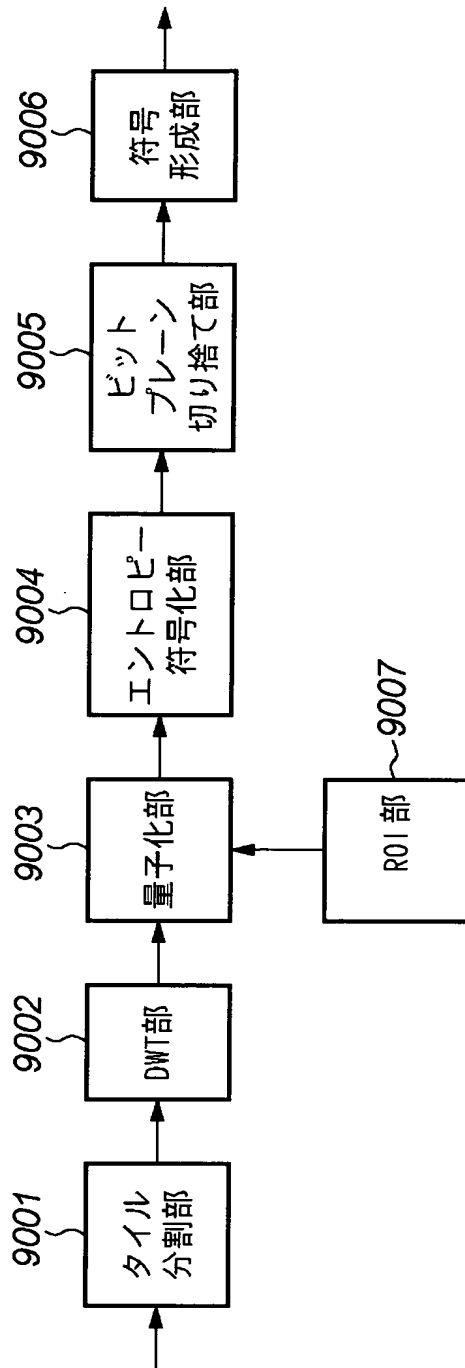 9001
タイル
分割部
9002
DWT部
9003
量子化部
9004
エントロピー
符号化部
9005
ビット
プレーン
切り捨て部
9006
符号
形成部
9007
ROI部